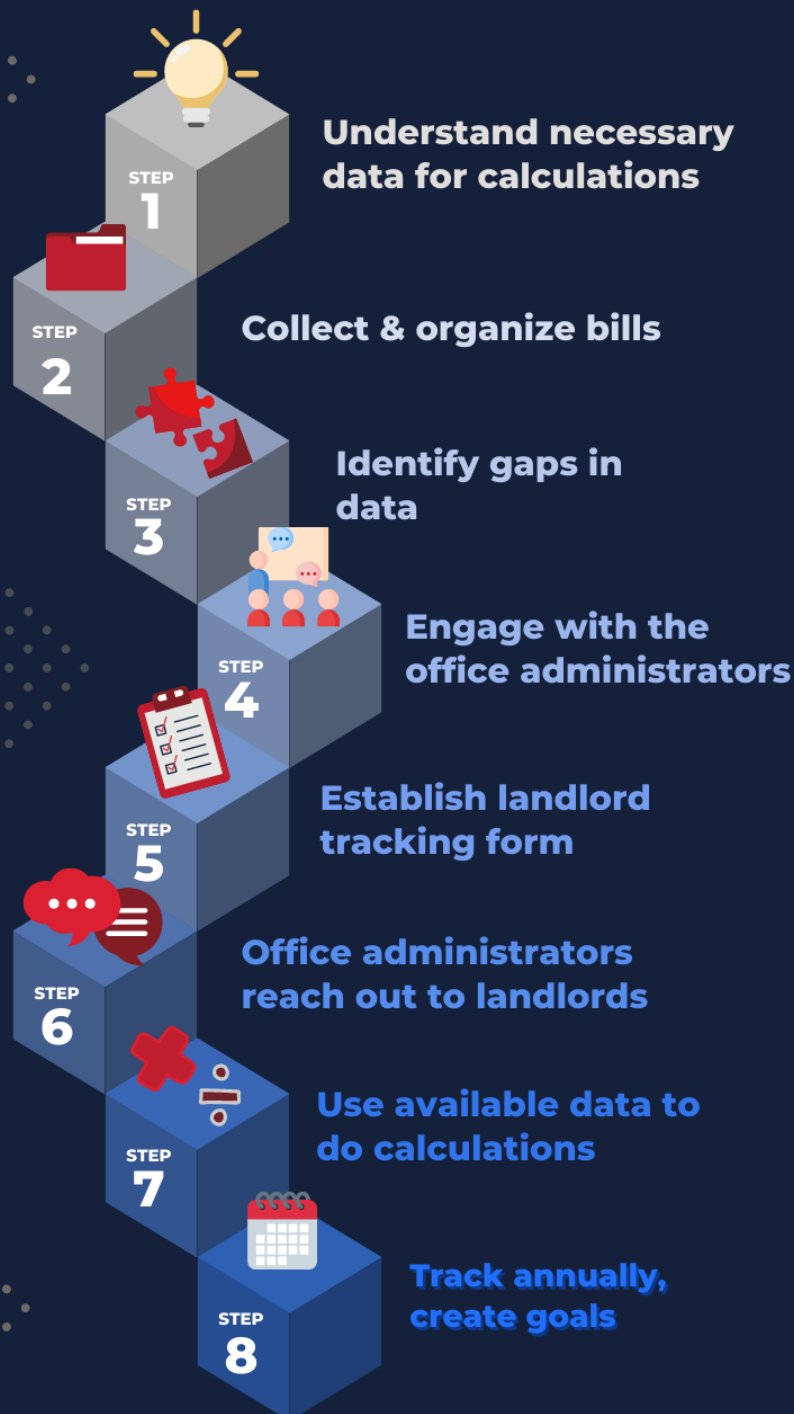 STEP
1
Understand necessary
data for calculations
STEP
2
Collect & organize bills
STEP
3
Identify gaps in
data
STEP
4
Engage with the
office administrators
STEP
5
Establish landlord
tracking form
STEP
6
Office administrators
reach out to landlords
STEP
7
Use available data to
do calculations
STEP
8
Track annually,
create goals